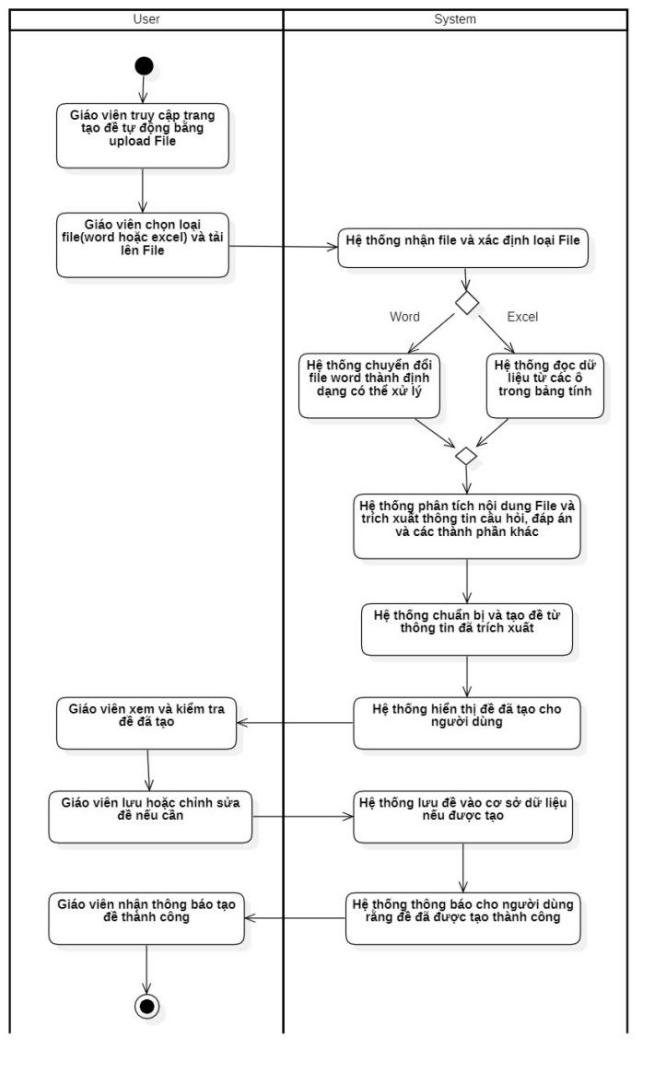 User
System
Giáo viên truy cập trang
tạo đề tự động bằng
upload File
Giáo viên chọn loại
file(word hoặc excel) và tải
lên File
Hệ thống nhận file và xác định loại File
Word
Excel
Hệ thống chuyển đổi
file word thành định
dạng có thể xử lý
Hệ thống đọc dữ
liệu từ các ô
trong bảng tính
Hệ thống phân tích nội dung File và
trích xuất thông tin câu hỏi, đáp án
và các thành phần khác
Hệ thống chuẩn bị và tạo đề từ
thông tin đã trích xuất
Hệ thống hiển thị đề đã tạo cho
người dùng
Giáo viên xem và kiểm tra
đề đã tạo
Giáo viên lưu hoặc chỉnh sửa
đề nếu cần
Hệ thống lưu đề vào cơ sở dữ liệu
nếu được tạo
Hệ thống thông báo cho người dùng
rằng đề đã được tạo thành công
Giáo viên nhận thông báo tạo
đề thành công